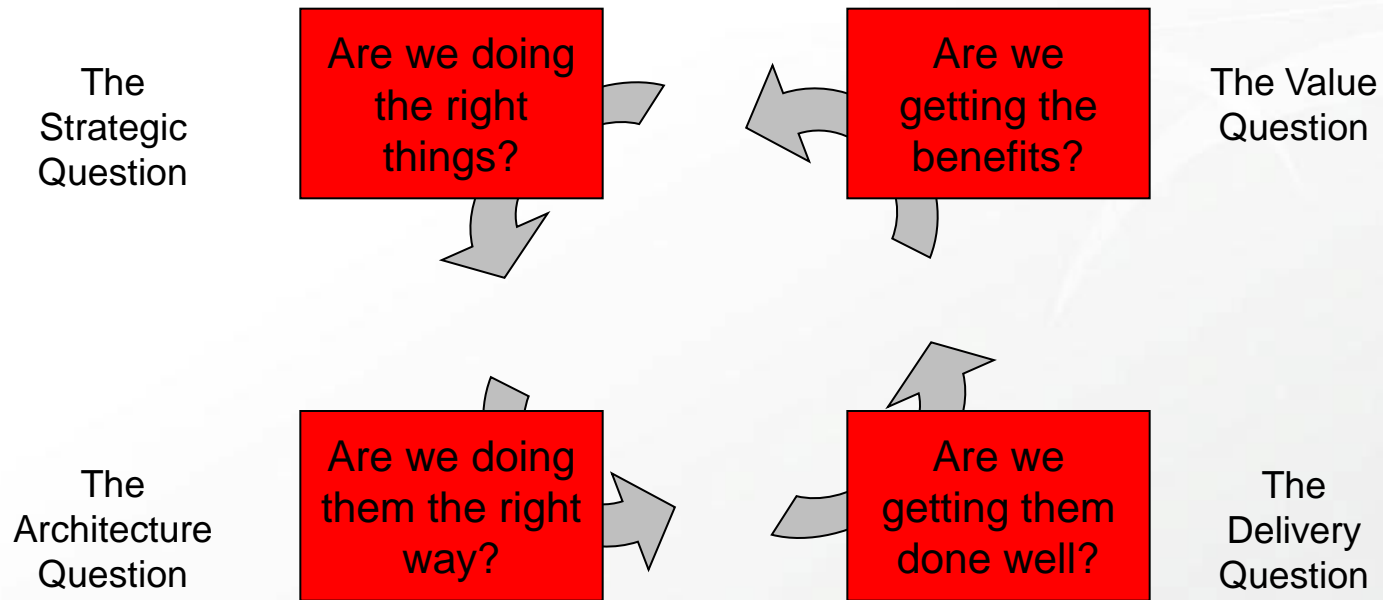 The
Strategic
Question
Are we doing
the right
things?
Are we
getting the
benefits?
The Value
Question
The
Architecture
Question
Are we doing
them the right
way?
Are we
getting them
done well?
The
Delivery
Question